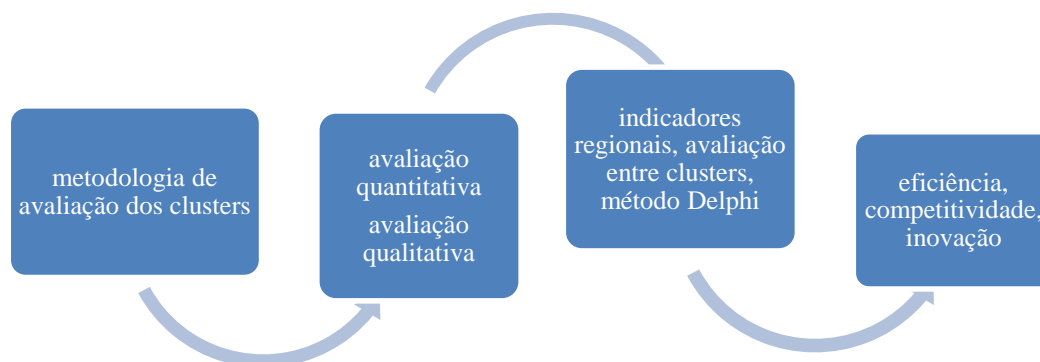 metodologia de
avaliação dos clusters
avaliação
quantitativa
avaliação
qualitativa
indicadores
regionais, avaliação
entre clusters,
método Delphi
eficiência,
competitividade,
inovação